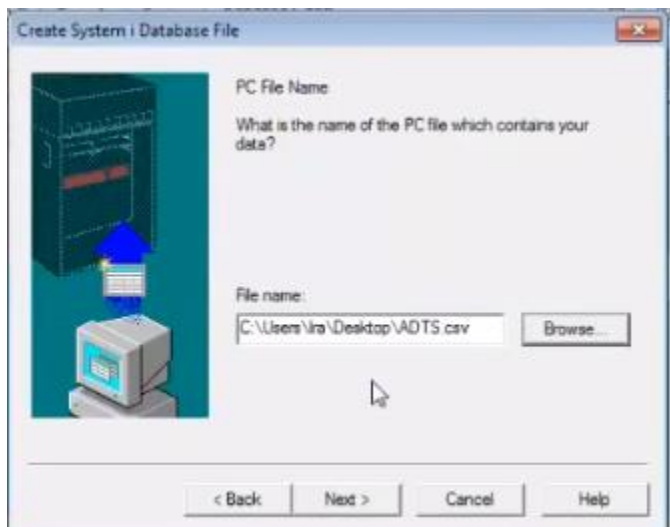 Create System i Database File
PC File Name
What is the name of the PC file which contains your
data?
File name:
C:\Users\Ira\Desktop\ADTS.csv
Browse...
< Back
Next >
Cancel
Help